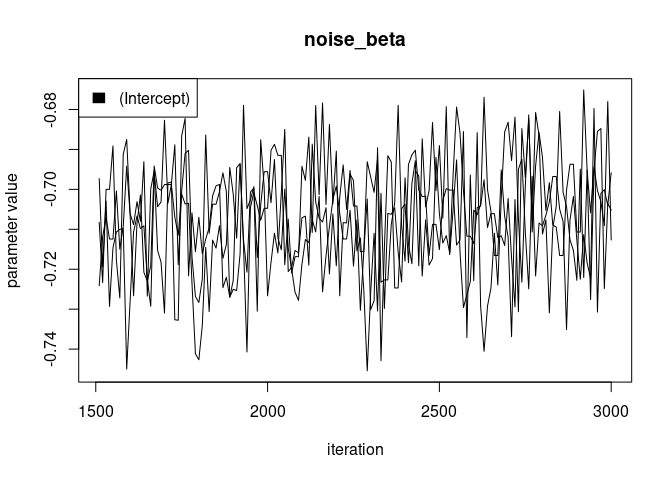 noise_beta
(Intercept)
-0.68
-0.70
-0.72
-0.74
parameter value
1500 2000 2500 3000
iteration